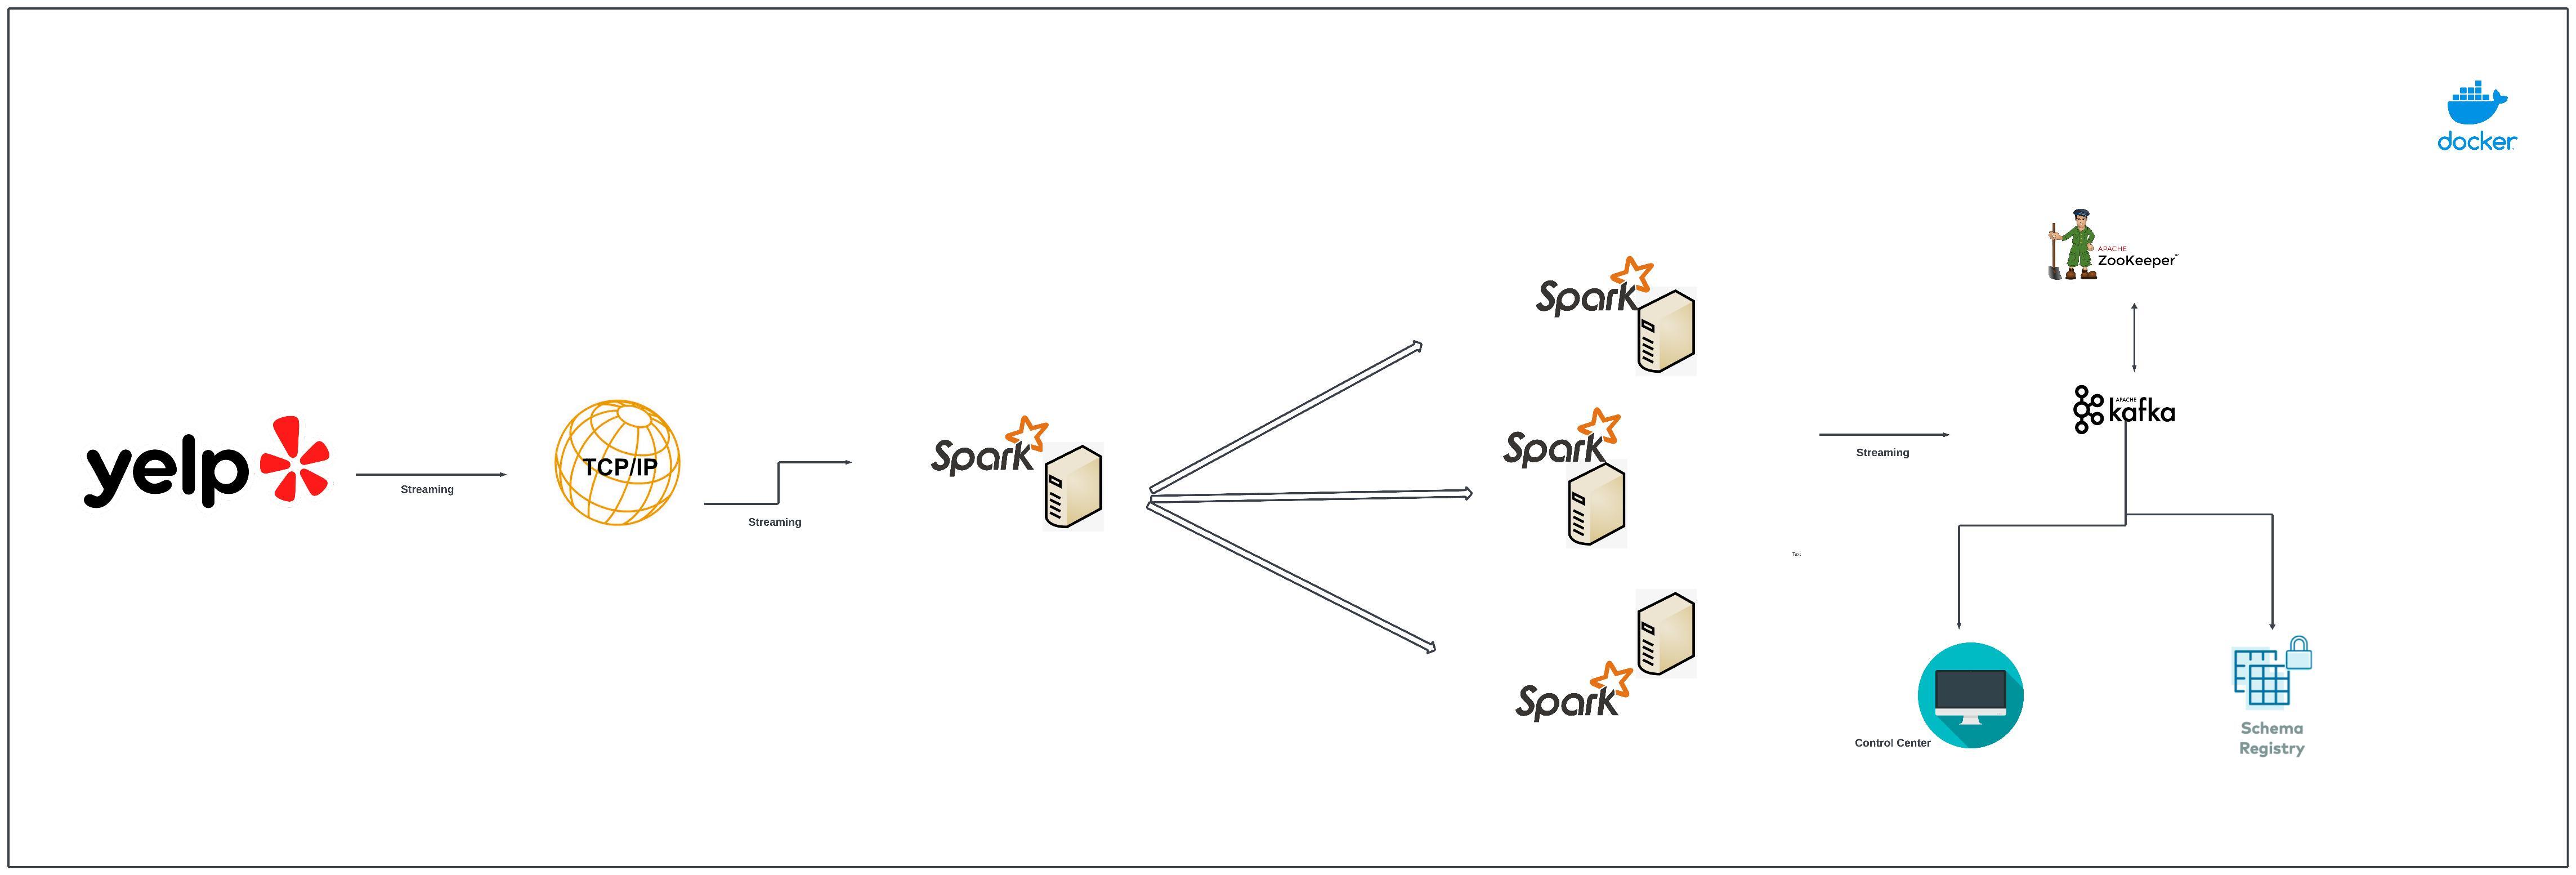 docker
APACHE
ZooKeeper™
Spark
APACHE
kafka
Spark
Spark
Streaming
yelp
TCP/IP
Streaming
Streaming
Text
Spark
Control Center
Schema
Registry